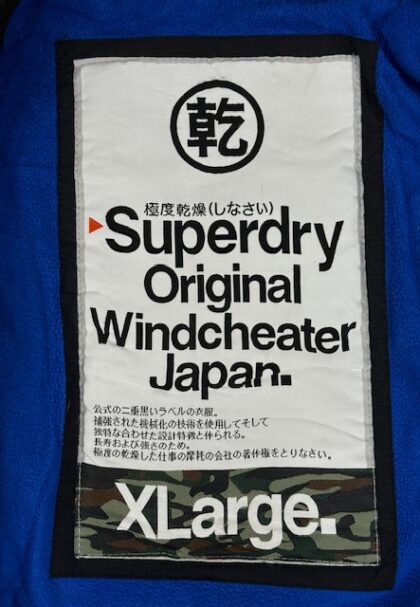 乾
極度乾燥(しなさい)
Superdry
Original
Windcheater
Japan.
公式の二重黒いラベルの衣服。
補強された機械化の技術を使用してそして
独特な合わせた設計特徴と作られる。
長寿および強さのため。
極度の乾燥した仕事の摩耗の会社の著作権をとりなさい。
XLarge.